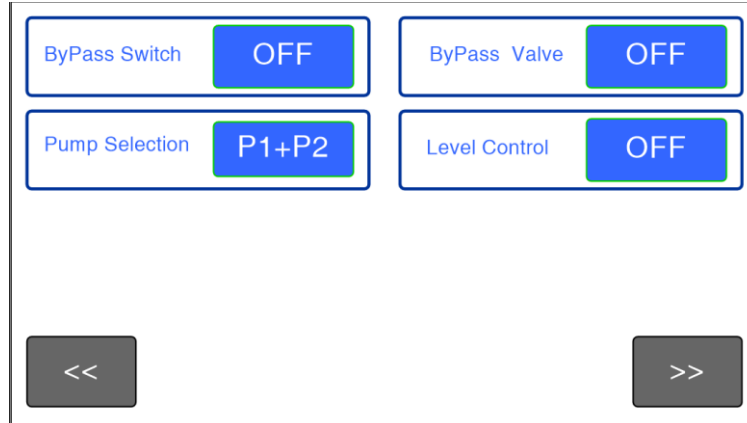 ByPass Switch OFF
ByPass Valve OFF
Pump Selection P1+P2
Level Control OFF
<<
>>